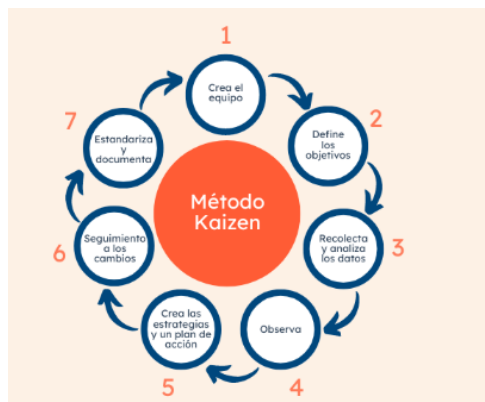 1
Crea el
equipo
2
Define
los
objetivos
3
Recolecta
y analiza
los datos
4
Observa
5
Crea las
estrategias
y un plan de
acción
6
Seguimiento
a los
cambios
7
Estandariza
y
documenta
Método
Kaizen